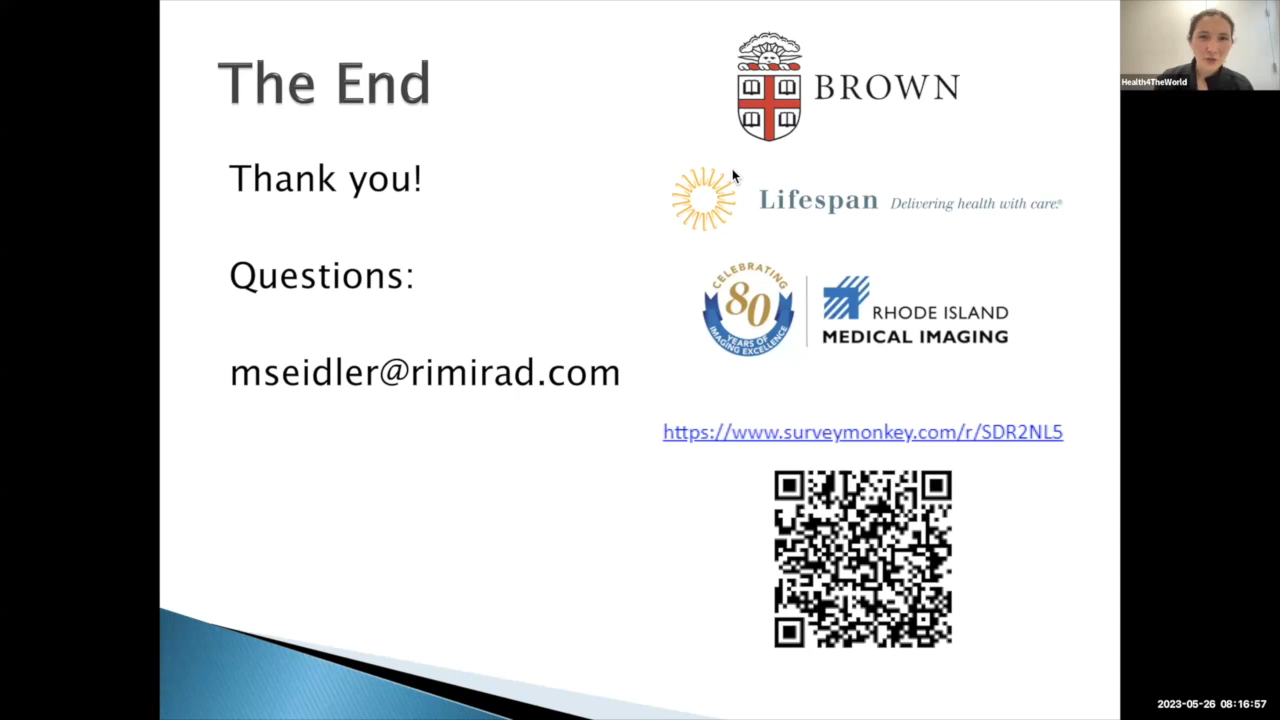 The End
Thank you!
Questions:
mseidler@rimirad.com
BROWN
Lifespan Delivering health with care.®
CELEBRATING
80
YEARS OF
IMAGING EXCELLENCE
RHODE ISLAND
MEDICAL IMAGING
https://www.surveymonkey.com/r/SDR2NL5
Health4TheWorld
2023-05-26 08:16:57